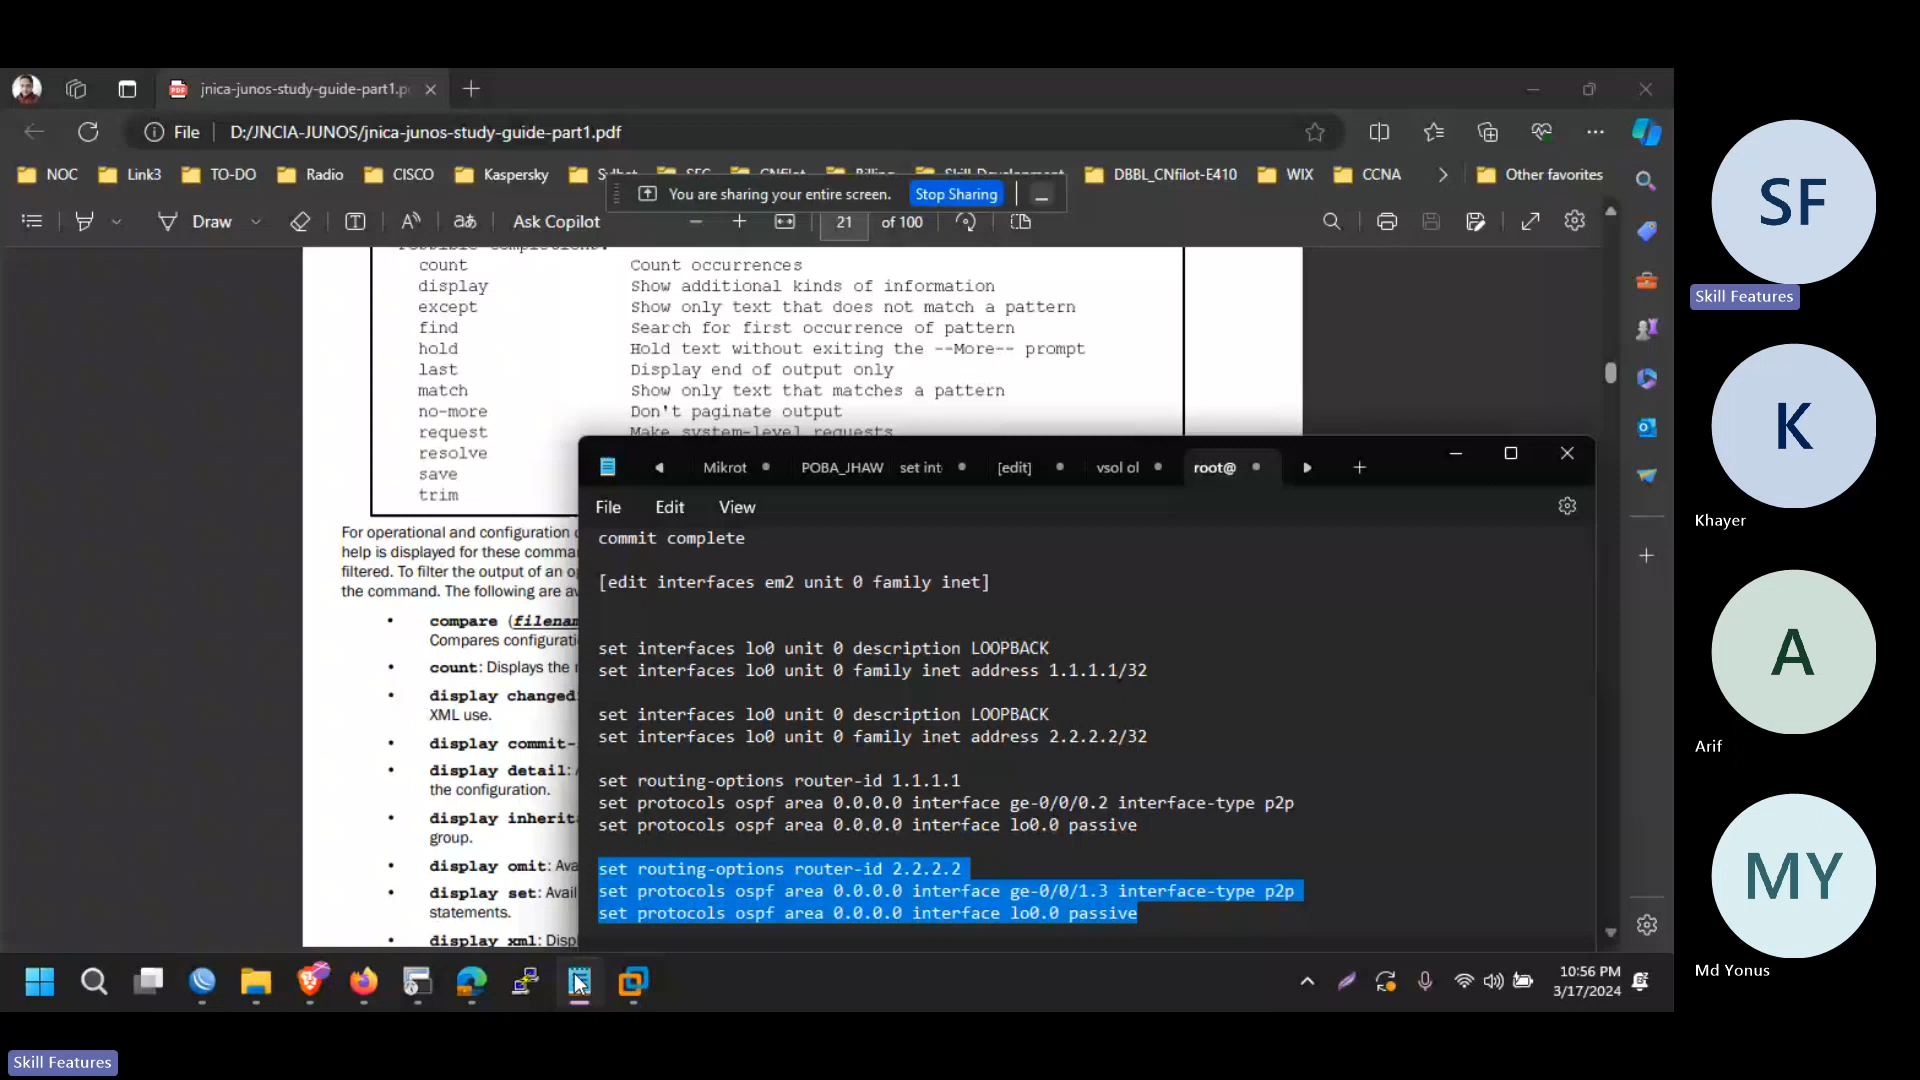 jnica-junos-study-guide-part1.p
File D:/JNCIA-JUNOS/jnica-junos-study-guide-part1.pdf
NOC Link3 TO-DO Radio CISCO Kaspersky DBBL_CNfilot-E410 WIX CCNA Other favorites
You are sharing your entire screen. Stop Sharing
Draw Ask Copilot 21 of 100
count Count occurrences
display Show additional kinds of information
except Show only text that does not match a pattern
find Search for first occurrence of pattern
hold Hold text without exiting the --More-- prompt
last Display end of output only
match Show only text that matches a pattern
no-more Don't paginate output
request Make system-level requests
resolve
save
trim
For operational and configuration
help is displayed for these comma
filtered. To filter the output of an o
the command. The following are av
• compare (filenam
Compares configurati
• count: Displays the
• display changed
XML use.
• display commit-
• display detail:
the configuration.
• display inherit
group.
• display omit: Ava
• display set: Avail
statements.
• display xml: Disp
Mikrot POBA_JHAW set int [edit] vsol ol root@
File Edit View
commit complete
[edit interfaces em2 unit 0 family inet]
set interfaces lo0 unit 0 description LOOPBACK
set interfaces lo0 unit 0 family inet address 1.1.1.1/32
set interfaces lo0 unit 0 description LOOPBACK
set interfaces lo0 unit 0 family inet address 2.2.2.2/32
set routing-options router-id 1.1.1.1
set protocols ospf area 0.0.0.0 interface ge-0/0/0.2 interface-type p2p
set protocols ospf area 0.0.0.0 interface lo0.0 passive
set routing-options router-id 2.2.2.2
set protocols ospf area 0.0.0.0 interface ge-0/0/1.3 interface-type p2p
set protocols ospf area 0.0.0.0 interface lo0.0 passive
10:56 PM
3/17/2024
SF
Skill Features
K
Khayer
A
Arif
MY
Md Yonus
Skill Features